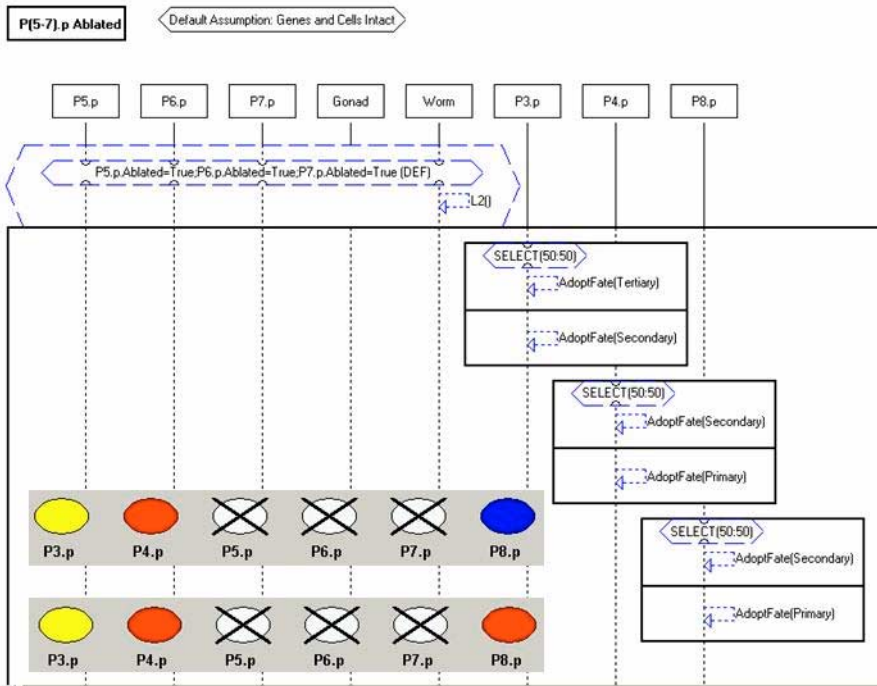 P(5-7).p Ablated
Default Assumption: Genes and Cells Intact
P5.p P6.p P7.p Gonad Worm P3.p P4.p P8.p
P5.p.Ablated=True;P6.p.Ablated=True;P7.p.Ablated=True (DEF)
L2()
SELECT(50:50)
AdoptFate(Tertiary)
AdoptFate(Secondary)
SELECT(50:50)
AdoptFate(Secondary)
AdoptFate(Primary)
SELECT(50:50)
AdoptFate(Secondary)
AdoptFate(Primary)
P3.p P4.p P5.p P6.p P7.p P8.p
P3.p P4.p P5.p P6.p P7.p P8.p